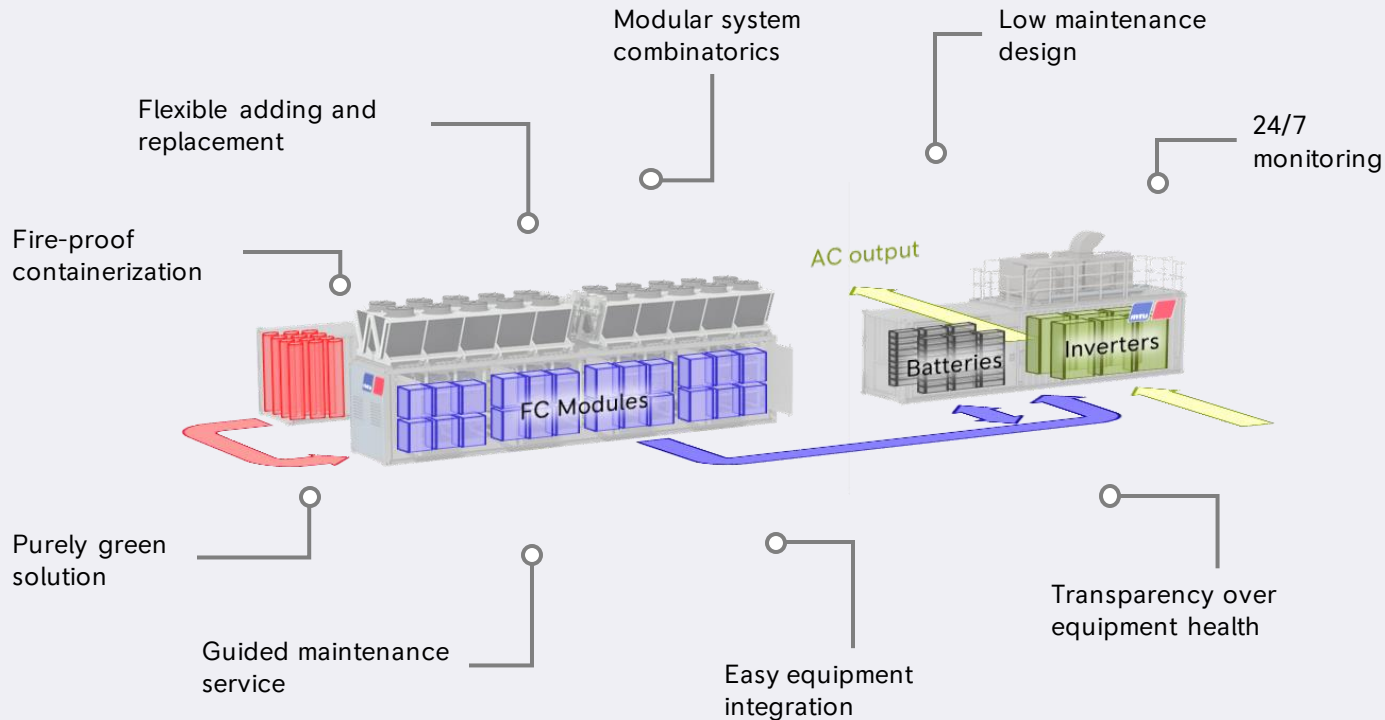 Modular system
combinatorics
Low maintenance
design
Flexible adding and
replacement
24/7
monitoring
Fire-proof
containerization
AC output
mtu
Batteries
Inverters
FC Modules
Purely green
solution
Transparency over
equipment health
Guided maintenance
service
Easy equipment
integration